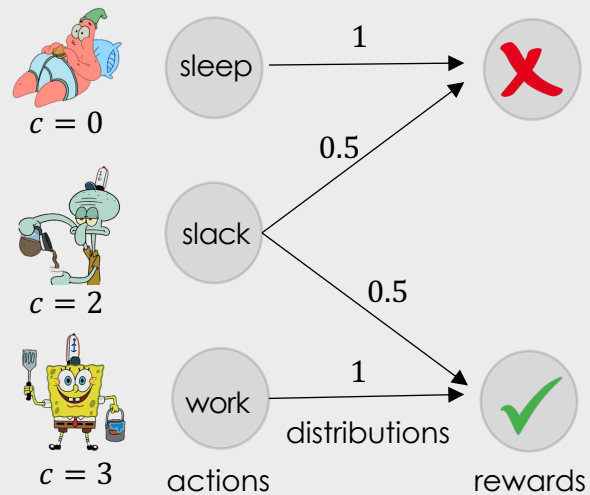 1
sleep
c = 0
0.5
slack
c = 2
0.5
1
work
distributions
c = 3
actions
rewards